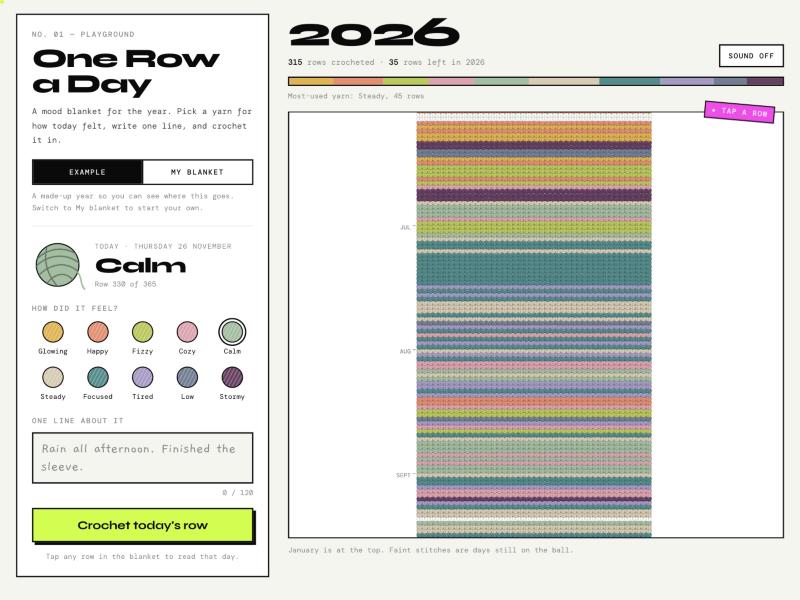 NO. 01 — PLAYGROUND
One Row
a Day
A mood blanket for the year. Pick a yarn for
how today felt, write one line, and crochet
it in.
EXAMPLE
MY BLANKET
A made-up year so you can see where this goes.
Switch to My blanket to start your own.
TODAY · THURSDAY 26 NOVEMBER
Calm
Row 330 of 365
HOW DID IT FEEL?
Glowing Happy Fizzy Cozy Calm
Steady Focused Tired Low Stormy
ONE LINE ABOUT IT
Rain all afternoon. Finished the
sleeve.
0 / 120
Crochet today's row
Tap any row in the blanket to read that day.
2026
315 rows crocheted · 35 rows left in 2026
SOUND OFF
Most-used yarn: Steady, 45 rows
TAP A ROW
JUL
AUG
SEPT
January is at the top. Faint stitches are days still on the ball.